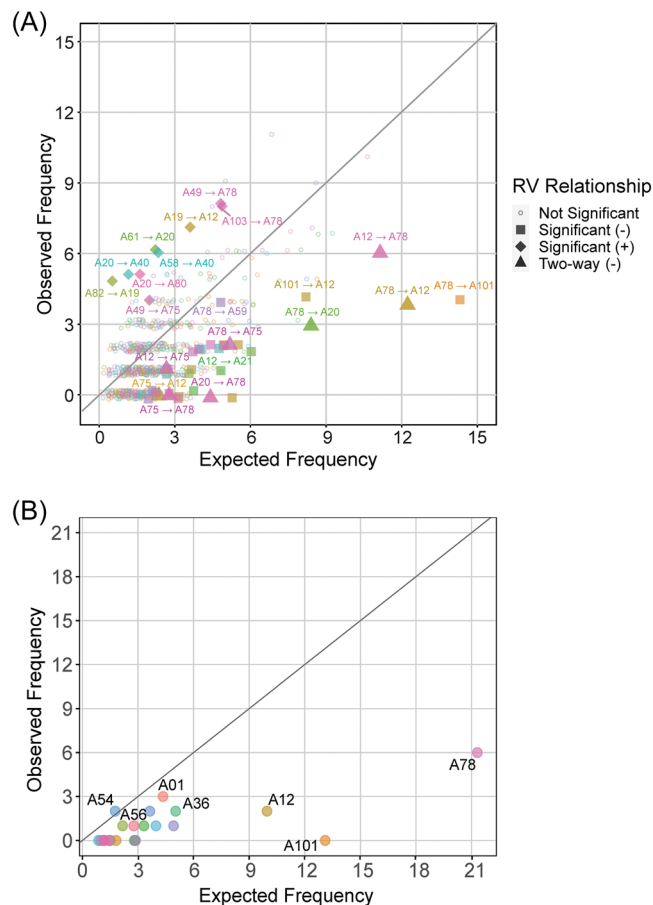 (A)
15
12
9
6
3
0
Observed Frequency
A49→A78
A103→A78
A19→A12
A61→A20
A58→A40
A20→A40
A20→A80
A82→A19
A49→A75
A12→A78
A101→A12
A78→A12
A78→A101
A78→A59
A78→A20
A78→A75
A12→A75
A12→A21
A75→A12
A20→A78
A75→A78
0 3 6 9 12 15
Expected Frequency
RV Relationship
Not Significant
Significant (-)
Significant (+)
Two-way (-)
(B)
21
18
15
12
9
6
3
0
Observed Frequency
A78
A01
A54
A36
A12
A56
A101
0 3 6 9 12 15 18 21
Expected Frequency